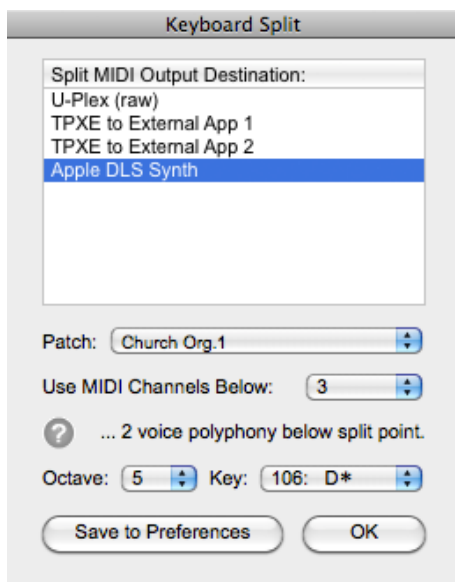 Keyboard Split
Split MIDI Output Destination:
U-Plex (raw)
TPXE to External App 1
TPXE to External App 2
Apple DLS Synth
Patch: Church Org.1
Use MIDI Channels Below: 3
? ... 2 voice polyphony below split point.
Octave: 5 Key: 106: D*
Save to Preferences OK